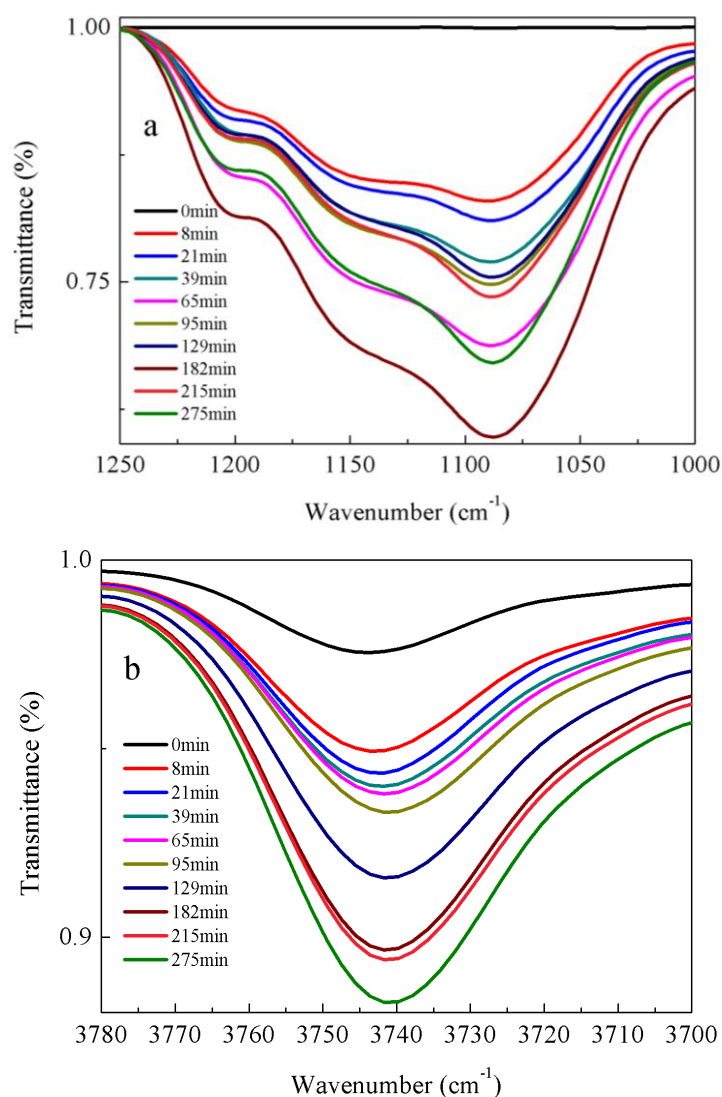 1.00
a
Transmittance (%)
0min
8min
21min
39min
65min
95min
129min
182min
215min
275min
0.75
1250 1200 1150 1100 1050 1000
Wavenumber (cm⁻¹)
1.0
b
Transmittance (%)
0min
8min
21min
39min
65min
95min
129min
182min
215min
275min
0.9
3780 3770 3760 3750 3740 3730 3720 3710 3700
Wavenumber (cm⁻¹)